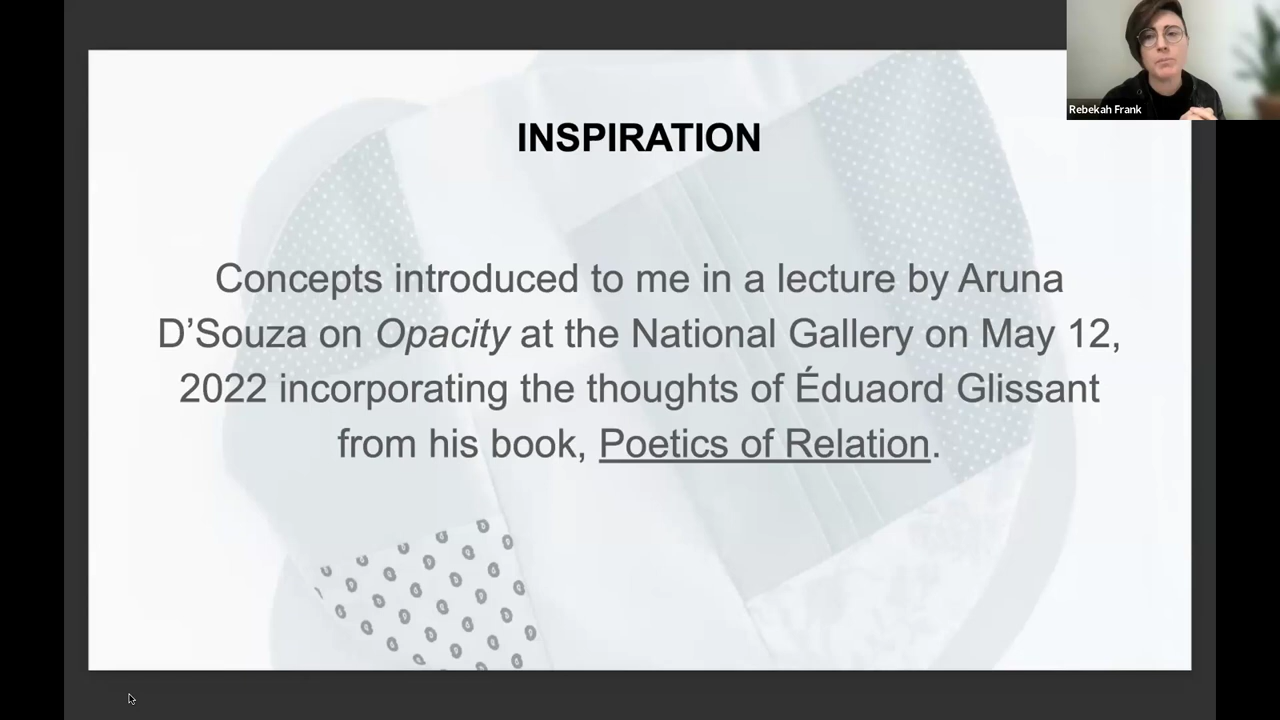 Rebekah Frank
INSPIRATION
Concepts introduced to me in a lecture by Aruna
D’Souza on Opacity at the National Gallery on May 12,
2022 incorporating the thoughts of Éduaord Glissant
from his book, Poetics of Relation.